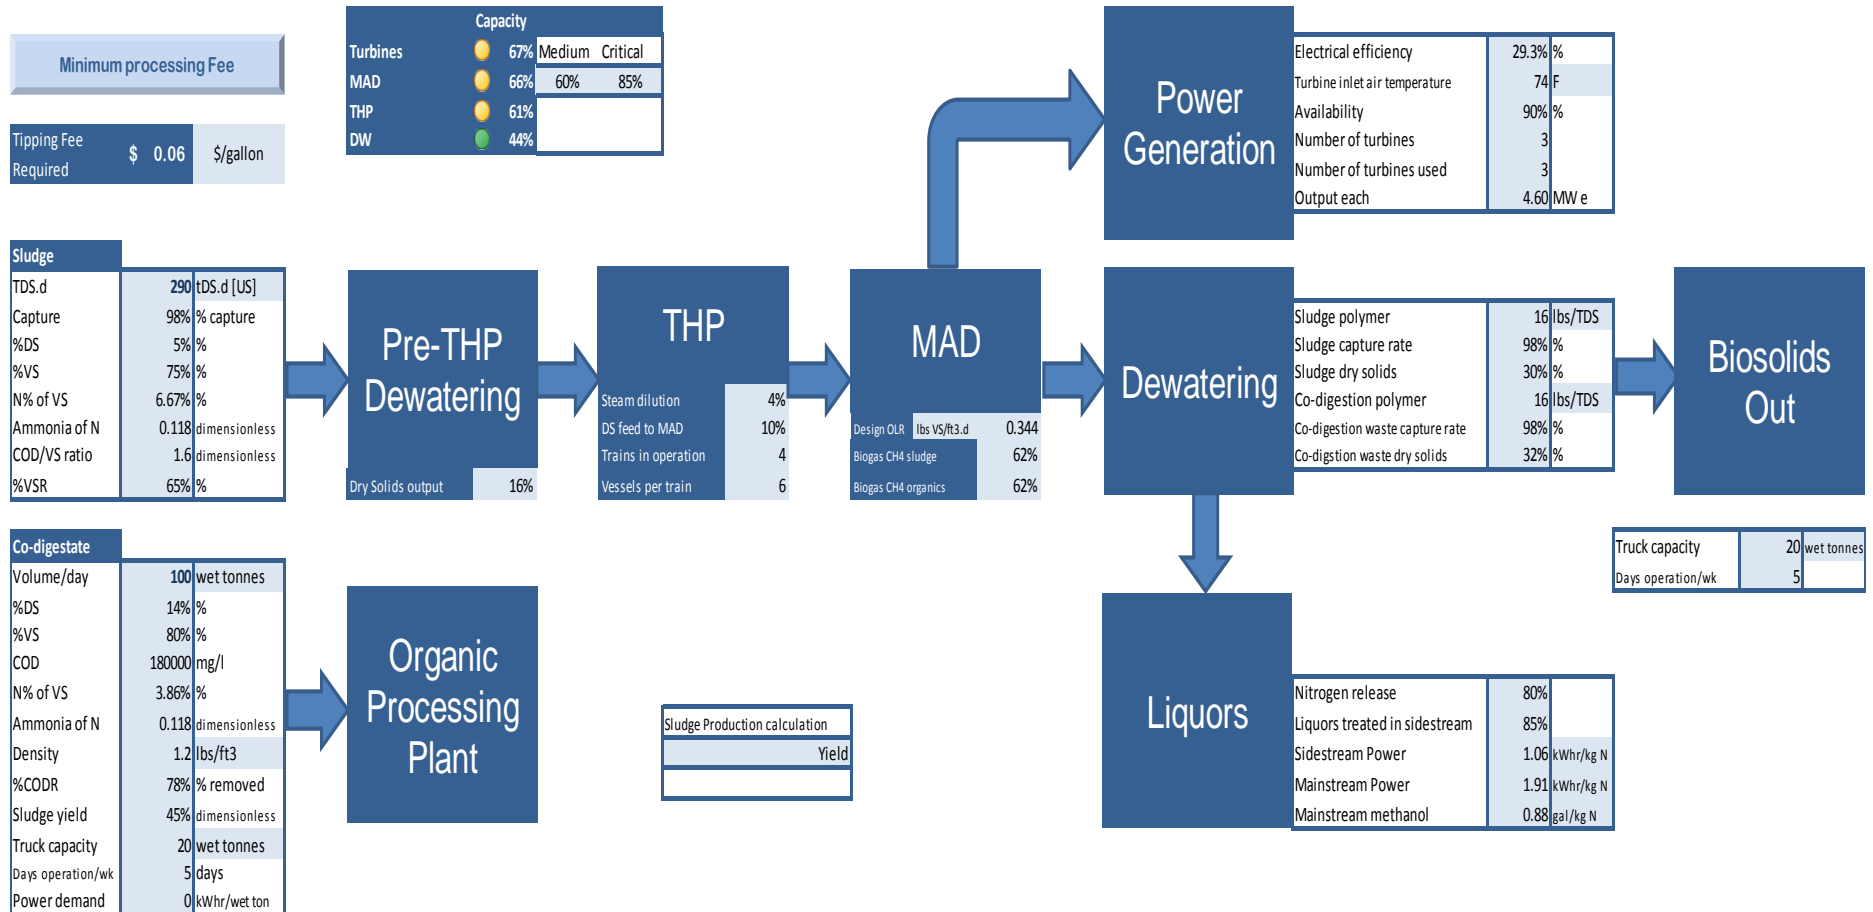 Minimum processing Fee
Tipping Fee Required $ 0.06 $/gallon
Capacity
Turbines 67% Medium Critical
MAD 66% 60% 85%
THP 61%
DW 44%
Power
Generation
Electrical efficiency 29.3% %
Turbine inlet air temperature 74 F
Availability 90% %
Number of turbines 3
Number of turbines used 3
Output each 4.60 MW e
Sludge
TDS.d 290 tDS.d [US]
Capture 98% % capture
%DS 5% %
%VS 75% %
N% of VS 6.67% %
Ammonia of N 0.118 dimensionless
COD/VS ratio 1.6 dimensionless
%VSR 65% %
Pre-THP
Dewatering
Dry Solids output 16%
THP
Steam dilution 4%
DS feed to MAD 10%
Trains in operation 4
Vessels per train 6
MAD
Design OLR lbs VS/ft3.d 0.344
Biogas CH4 sludge 62%
Biogas CH4 organics 62%
Dewatering
Sludge polymer 16 lbs/TDS
Sludge capture rate 98% %
Sludge dry solids 30% %
Co-digestion polymer 16 lbs/TDS
Co-digestion waste capture rate 98% %
Co-digstion waste dry solids 32% %
Biosolids
Out
Truck capacity 20 wet tonnes
Days operation/wk 5
Co-digestate
Volume/day 100 wet tonnes
%DS 14% %
%VS 80% %
COD 180000 mg/l
N% of VS 3.86% %
Ammonia of N 0.118 dimensionless
Density 1.2 lbs/ft3
%CODR 78% % removed
Sludge yield 45% dimensionless
Truck capacity 20 wet tonnes
Days operation/wk 5 days
Power demand 0 kWhr/wet ton
Organic
Processing
Plant
Sludge Production calculation
Yield
Liquors
Nitrogen release 80%
Liquors treated in sidestream 85%
Sidestream Power 1.06 kWhr/kg N
Mainstream Power 1.91 kWhr/kg N
Mainstream methanol 0.88 gal/kg N